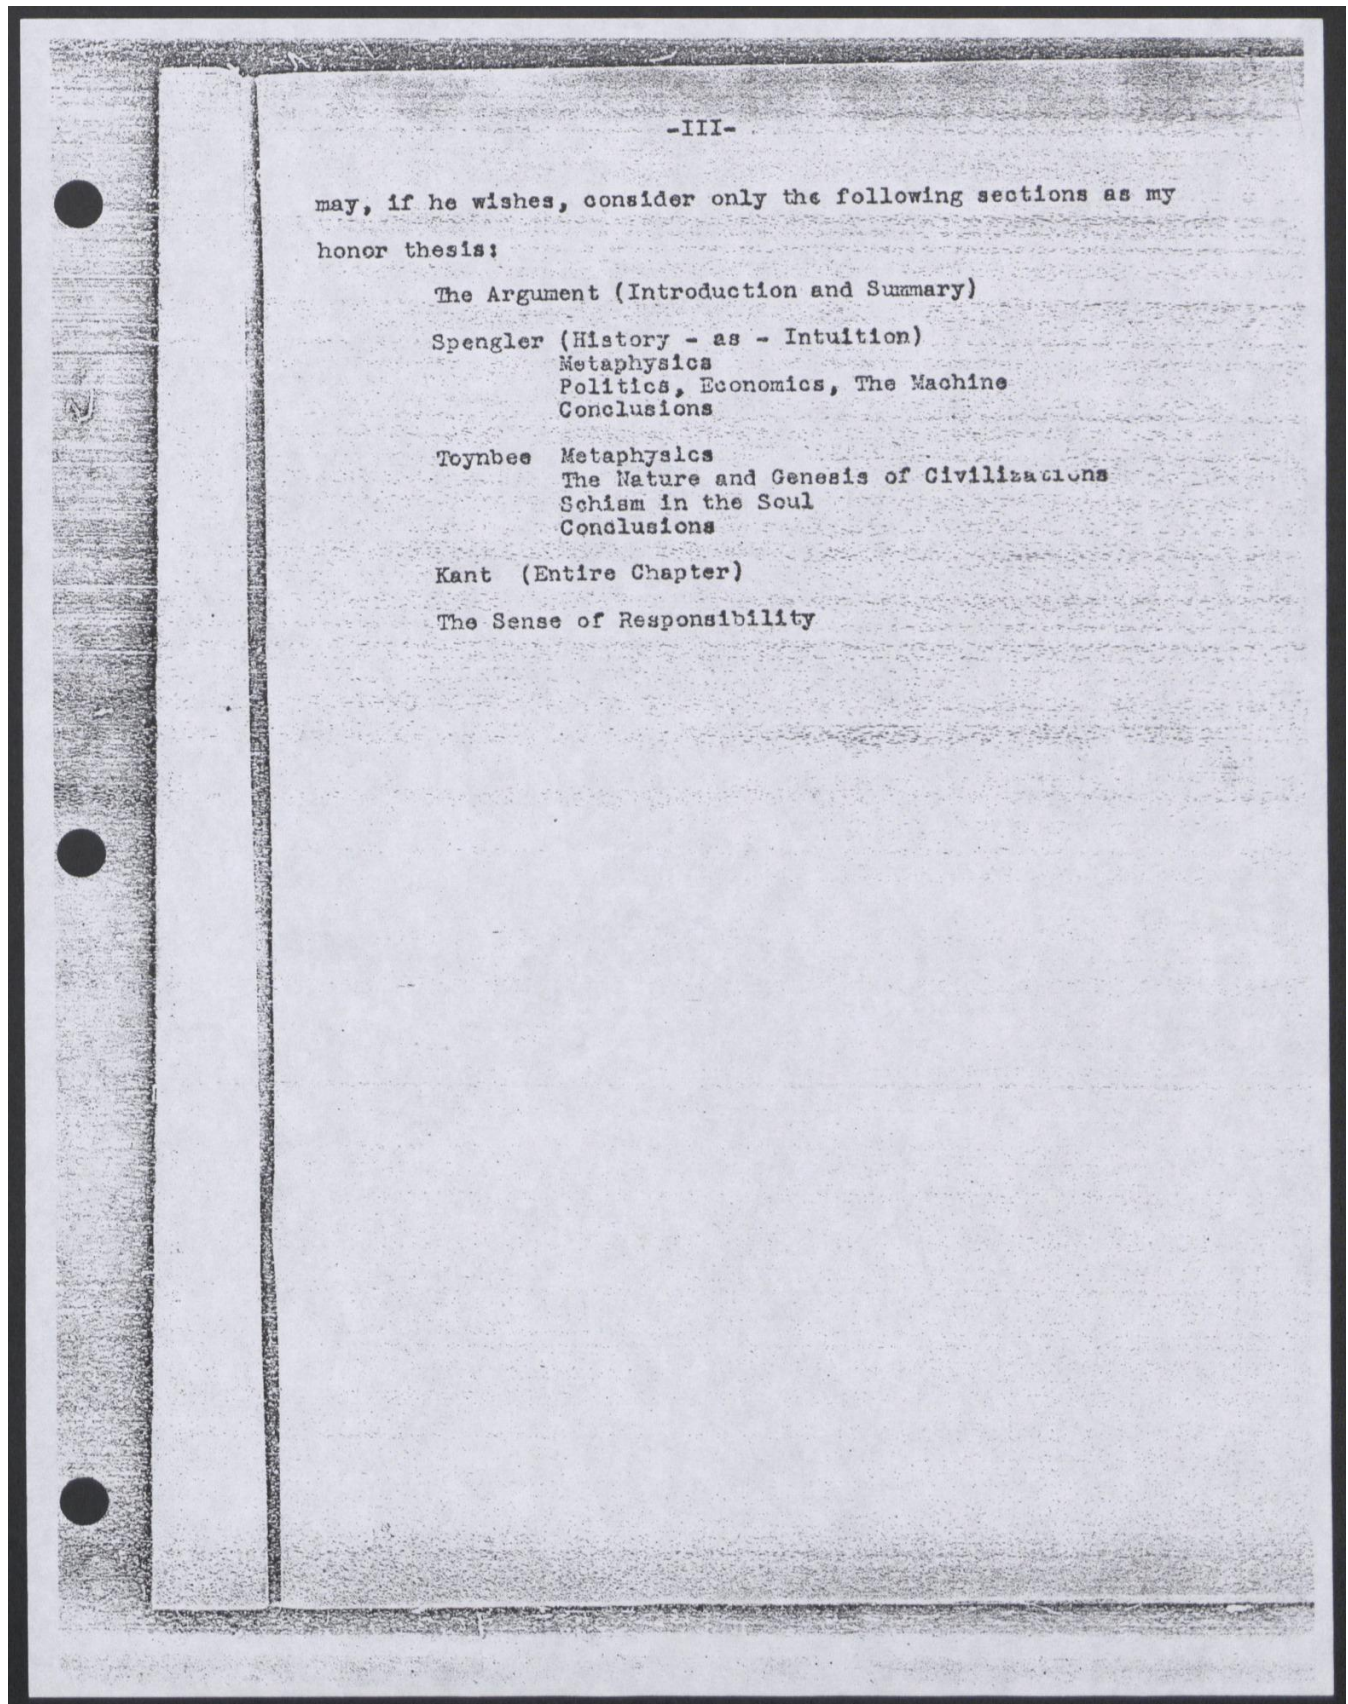 -III-
may, if he wishes, consider only the following sections as my
honor thesis:
The Argument (Introduction and Summary)
Spengler (History - as - Intuition)
Metaphysics
Politics, Economics, The Machine
Conclusions
Toynbee Metaphysics
The Nature and Genesis of Civilizations
Schism in the Soul
Conclusions
Kant (Entire Chapter)
The Sense of Responsibility